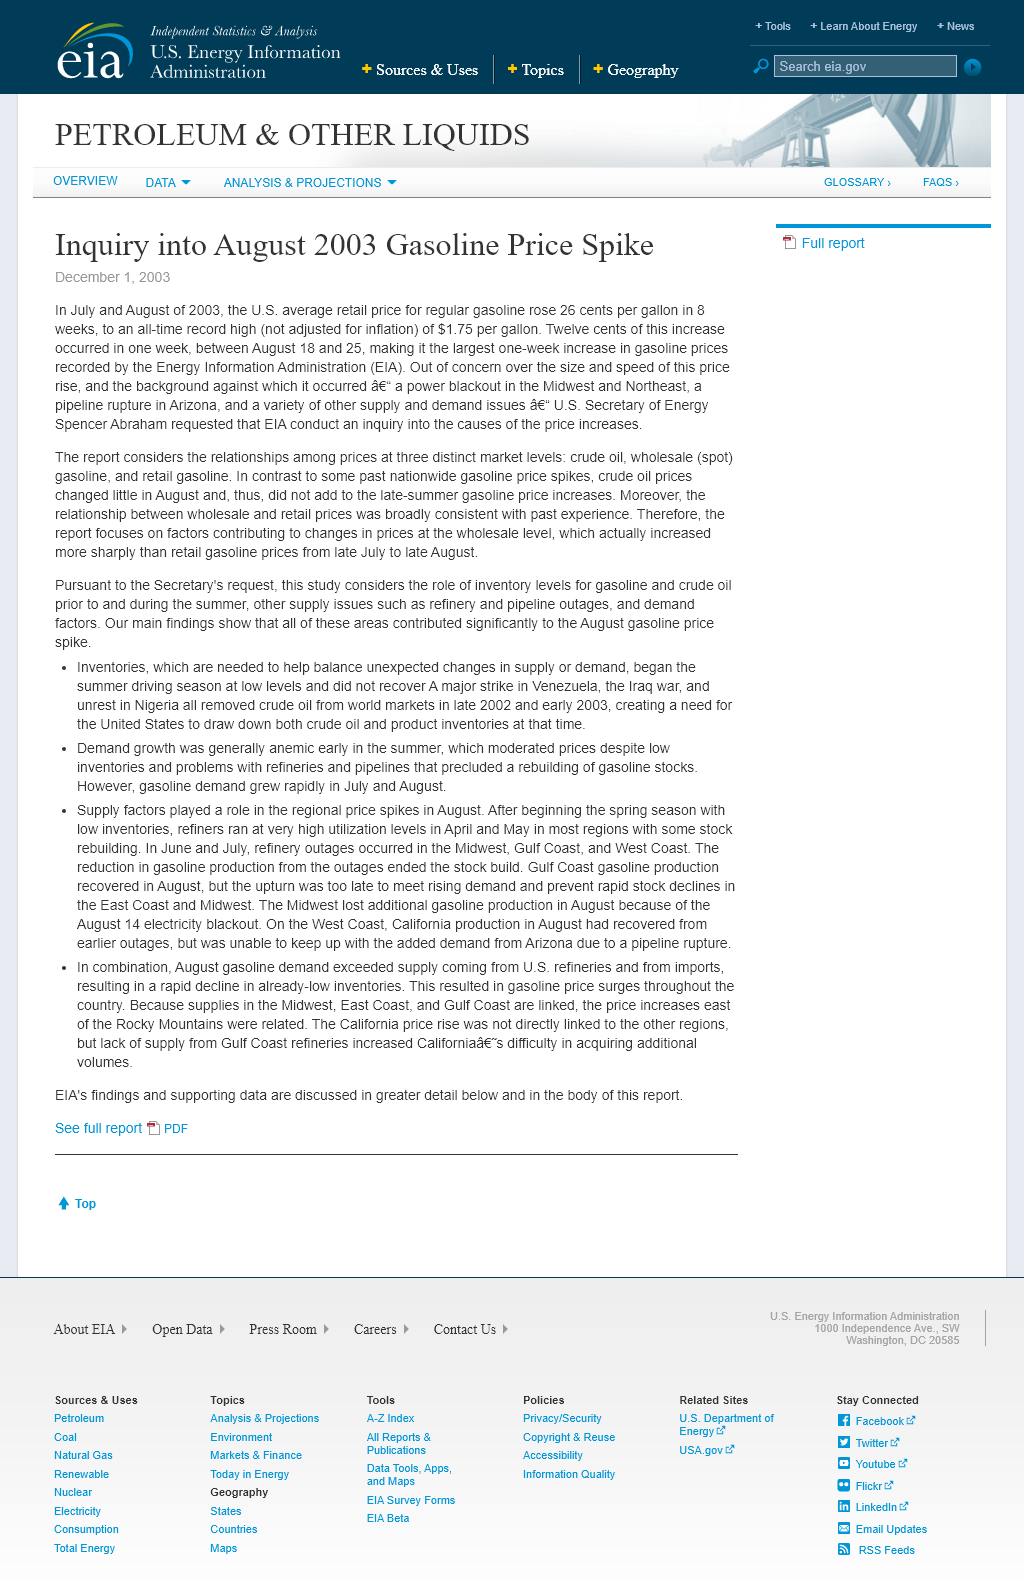 Independent Statistics & Analysis
U.S. Energy Information
Administration
eia
+ Sources & Uses
+ Topics
+ Geography
+ Tools
+ Learn About Energy
+ News
Search eia.gov
PETROLEUM & OTHER LIQUIDS
OVERVIEW
DATA
ANALYSIS & PROJECTIONS
GLOSSARY ›
FAQS ›
Inquiry into August 2003 Gasoline Price Spike
December 1, 2003
Full report
In July and August of 2003, the U.S. average retail price for regular gasoline rose 26 cents per gallon in 8
weeks, to an all-time record high (not adjusted for inflation) of $1.75 per gallon. Twelve cents of this increase
occurred in one week, between August 18 and 25, making it the largest one-week increase in gasoline prices
recorded by the Energy Information Administration (EIA). Out of concern over the size and speed of this price
rise, and the background against which it occurred â€“ a power blackout in the Midwest and Northeast, a
pipeline rupture in Arizona, and a variety of other supply and demand issues â€“ U.S. Secretary of Energy
Spencer Abraham requested that EIA conduct an inquiry into the causes of the price increases.
The report considers the relationships among prices at three distinct market levels: crude oil, wholesale (spot)
gasoline, and retail gasoline. In contrast to some past nationwide gasoline price spikes, crude oil prices
changed little in August and, thus, did not add to the late-summer gasoline price increases. Moreover, the
relationship between wholesale and retail prices was broadly consistent with past experience. Therefore, the
report focuses on factors contributing to changes in prices at the wholesale level, which actually increased
more sharply than retail gasoline prices from late July to late August.
Pursuant to the Secretary's request, this study considers the role of inventory levels for gasoline and crude oil
prior to and during the summer, other supply issues such as refinery and pipeline outages, and demand
factors. Our main findings show that all of these areas contributed significantly to the August gasoline price
spike.
• Inventories, which are needed to help balance unexpected changes in supply or demand, began the
summer driving season at low levels and did not recover A major strike in Venezuela, the Iraq war, and
unrest in Nigeria all removed crude oil from world markets in late 2002 and early 2003, creating a need for
the United States to draw down both crude oil and product inventories at that time.
• Demand growth was generally anemic early in the summer, which moderated prices despite low
inventories and problems with refineries and pipelines that precluded a rebuilding of gasoline stocks.
However, gasoline demand grew rapidly in July and August.
• Supply factors played a role in the regional price spikes in August. After beginning the spring season with
low inventories, refiners ran at very high utilization levels in April and May in most regions with some stock
rebuilding. In June and July, refinery outages occurred in the Midwest, Gulf Coast, and West Coast. The
reduction in gasoline production from the outages ended the stock build. Gulf Coast gasoline production
recovered in August, but the upturn was too late to meet rising demand and prevent rapid stock declines in
the East Coast and Midwest. The Midwest lost additional gasoline production in August because of the
August 14 electricity blackout. On the West Coast, California production in August had recovered from
earlier outages, but was unable to keep up with the added demand from Arizona due to a pipeline rupture.
• In combination, August gasoline demand exceeded supply coming from U.S. refineries and from imports,
resulting in a rapid decline in already-low inventories. This resulted in gasoline price surges throughout the
country. Because supplies in the Midwest, East Coast, and Gulf Coast are linked, the price increases east
of the Rocky Mountains were related. The California price rise was not directly linked to the other regions,
but lack of supply from Gulf Coast refineries increased Californiaâ€˜s difficulty in acquiring additional
volumes.
EIA's findings and supporting data are discussed in greater detail below and in the body of this report.
See full report PDF
Top
About EIA
Open Data
Press Room
Careers
Contact Us
U.S. Energy Information Administration
1000 Independence Ave., SW
Washington, DC 20585
Sources & Uses
Petroleum
Coal
Natural Gas
Renewable
Nuclear
Electricity
Consumption
Total Energy
Topics
Analysis & Projections
Environment
Markets & Finance
Today in Energy
Geography
States
Countries
Maps
Tools
A-Z Index
All Reports &
Publications
Data Tools, Apps,
and Maps
EIA Survey Forms
EIA Beta
Policies
Privacy/Security
Copyright & Reuse
Accessibility
Information Quality
Related Sites
U.S. Department of
Energy
USA.gov
Stay Connected
Facebook
Twitter
Youtube
Flickr
LinkedIn
Email Updates
RSS Feeds